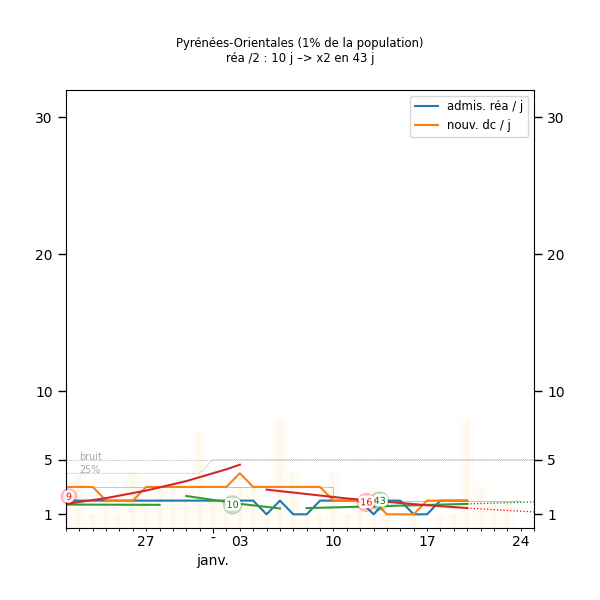 Pyrénées-Orientales (1% de la population)
réa /2 : 10 j –> x2 en 43 j
admis. réa / j
nouv. dc / j
30 30
20 20
10 10
5 5
bruit
25%
9 10 16 43
1 1
27 - 03 10 17 24
janv.